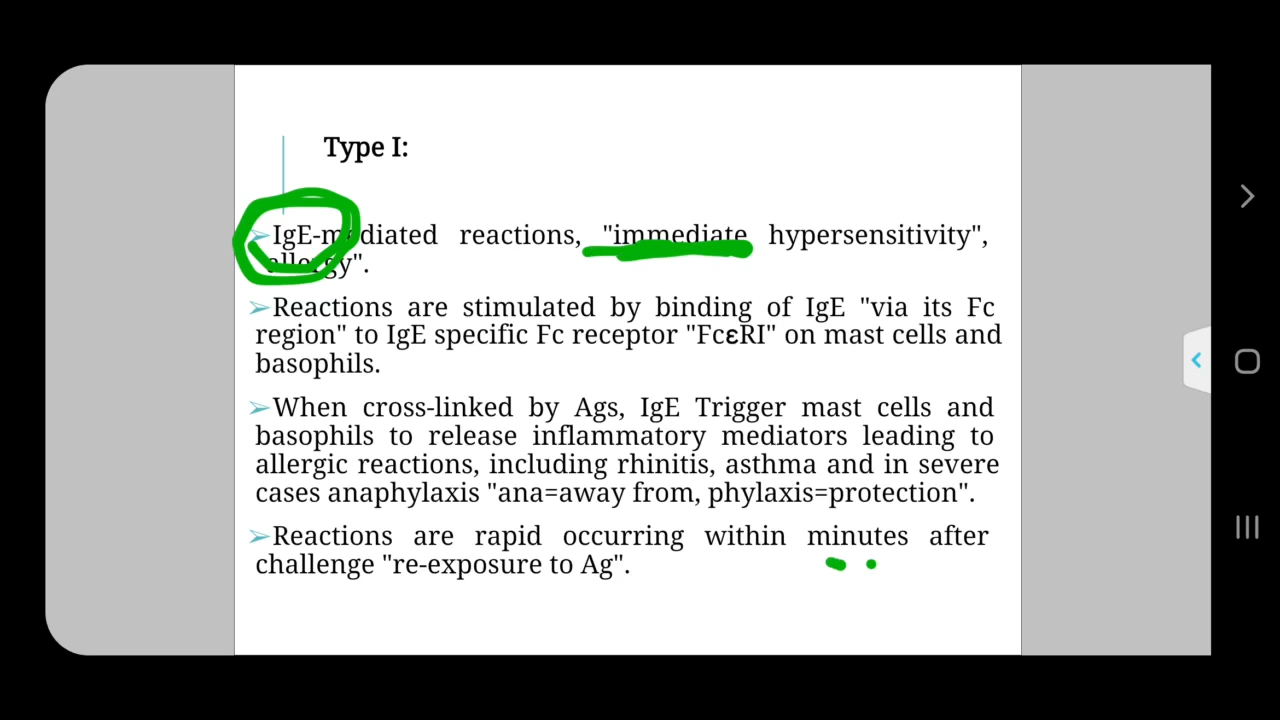 Type I:
➢IgE-mediated reactions, "immediate hypersensitivity",
allergy".
➢Reactions are stimulated by binding of IgE "via its Fc
region" to IgE specific Fc receptor "FcεRI" on mast cells and
basophils.
➢When cross-linked by Ags, IgE Trigger mast cells and
basophils to release inflammatory mediators leading to
allergic reactions, including rhinitis, asthma and in severe
cases anaphylaxis "ana=away from, phylaxis=protection".
➢Reactions are rapid occurring within minutes after
challenge "re-exposure to Ag".